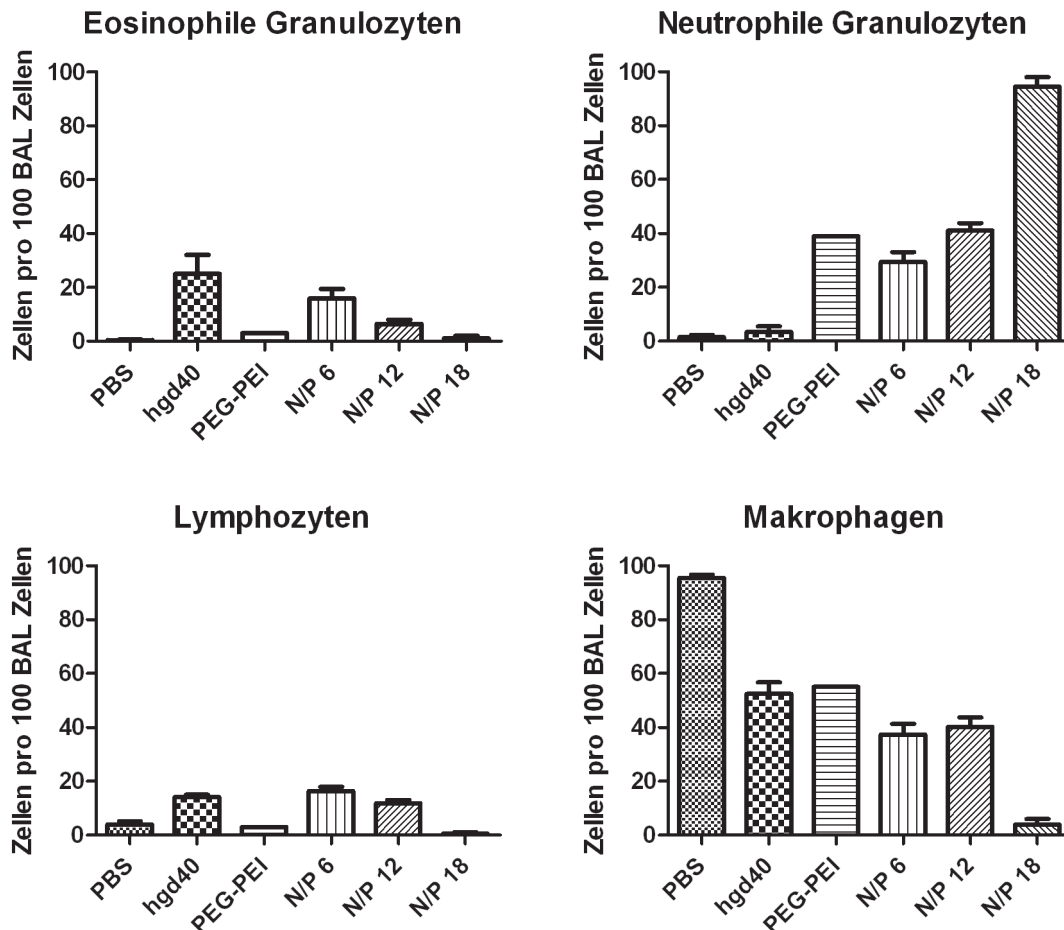 Eosinophile Granulozyten
Zellen pro 100 BAL Zellen
100
80
60
40
20
0
PBS
hgd40
PEG-PEI
N/P 6
N/P 12
N/P 18
Neutrophile Granulozyten
Zellen pro 100 BAL Zellen
100
80
60
40
20
0
PBS
hgd40
PEG-PEI
N/P 6
N/P 12
N/P 18
Lymphozyten
Zellen pro 100 BAL Zellen
100
80
60
40
20
0
PBS
hgd40
PEG-PEI
N/P 6
N/P 12
N/P 18
Makrophagen
Zellen pro 100 BAL Zellen
100
80
60
40
20
0
PBS
hgd40
PEG-PEI
N/P 6
N/P 12
N/P 18